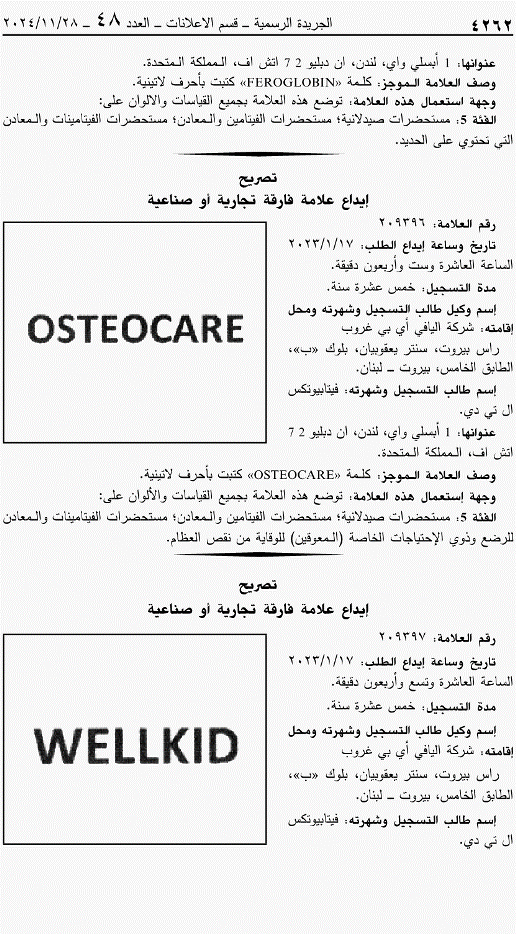 ٤٢٦٢
الجريدة الرسمية ــ قسم الاعلانات ــ العدد ٤٨ ــ ٢٠٢٤/١١/٢٨
عنوانها: 1 أبسلي واي، لندن، ان دبليو 2 7 اتش اف، المملكة المتحدة.
وصف العلامة الموجز: كلمة «FEROGLOBIN» كتبت بأحرف لاتينية.
وجهة استعمال هذه العلامة: توضع هذه العلامة بجميع القياسات والالوان على:
الفئة 5: مستحضرات صيدلانية؛ مستحضرات الفيتامين والمعادن؛ مستحضرات الفيتامينات والمعادن
التي تحتوي على الحديد.
تصريح
إيداع علامة فارقة تجارية أو صناعية
رقم العلامة: ٢٠٩٣٩٦
تاريخ وساعة إيداع الطلب: ٢٠٢٣/١/١٧
الساعة العاشرة وست وأربعون دقيقة.
مدة التسجيل: خمس عشرة سنة.
إسم وكيل طالب التسجيل وشهرته ومحل
إقامته: شركة اليافي أي بي غروب
راس بيروت، سنتر يعقوبيان، بلوك «ب»،
الطابق الخامس، بيروت ــ لبنان.
إسم طالب التسجيل وشهرته: فيتابيوتكس
ال تي دي.
عنوانها: 1 أبسلي واي، لندن، ان دبليو 2 7
اتش اف، المملكة المتحدة.
OSTEOCARE
وصف العلامة الموجز: كلمة «OSTEOCARE» كتبت بأحرف لاتينية.
وجهة إستعمال هذه العلامة: توضع هذه العلامة بجميع القياسات والألوان على:
الفئة 5: مستحضرات صيدلانية؛ مستحضرات الفيتامين والمعادن؛ مستحضرات الفيتامينات والمعادن
للرضع وذوي الإحتياجات الخاصة (المعوقين) للوقاية من نقص العظام.
تصريح
إيداع علامة فارقة تجارية أو صناعية
رقم العلامة: ٢٠٩٣٩٧
تاريخ وساعة إيداع الطلب: ٢٠٢٣/١/١٧
الساعة العاشرة وتسع وأربعون دقيقة.
مدة التسجيل: خمس عشرة سنة.
إسم وكيل طالب التسجيل وشهرته ومحل
إقامته: شركة اليافي أي بي غروب
راس بيروت، سنتر يعقوبيان، بلوك «ب»،
الطابق الخامس، بيروت ــ لبنان.
إسم طالب التسجيل وشهرته: فيتابيوتكس
ال تي دي.
WELLKID